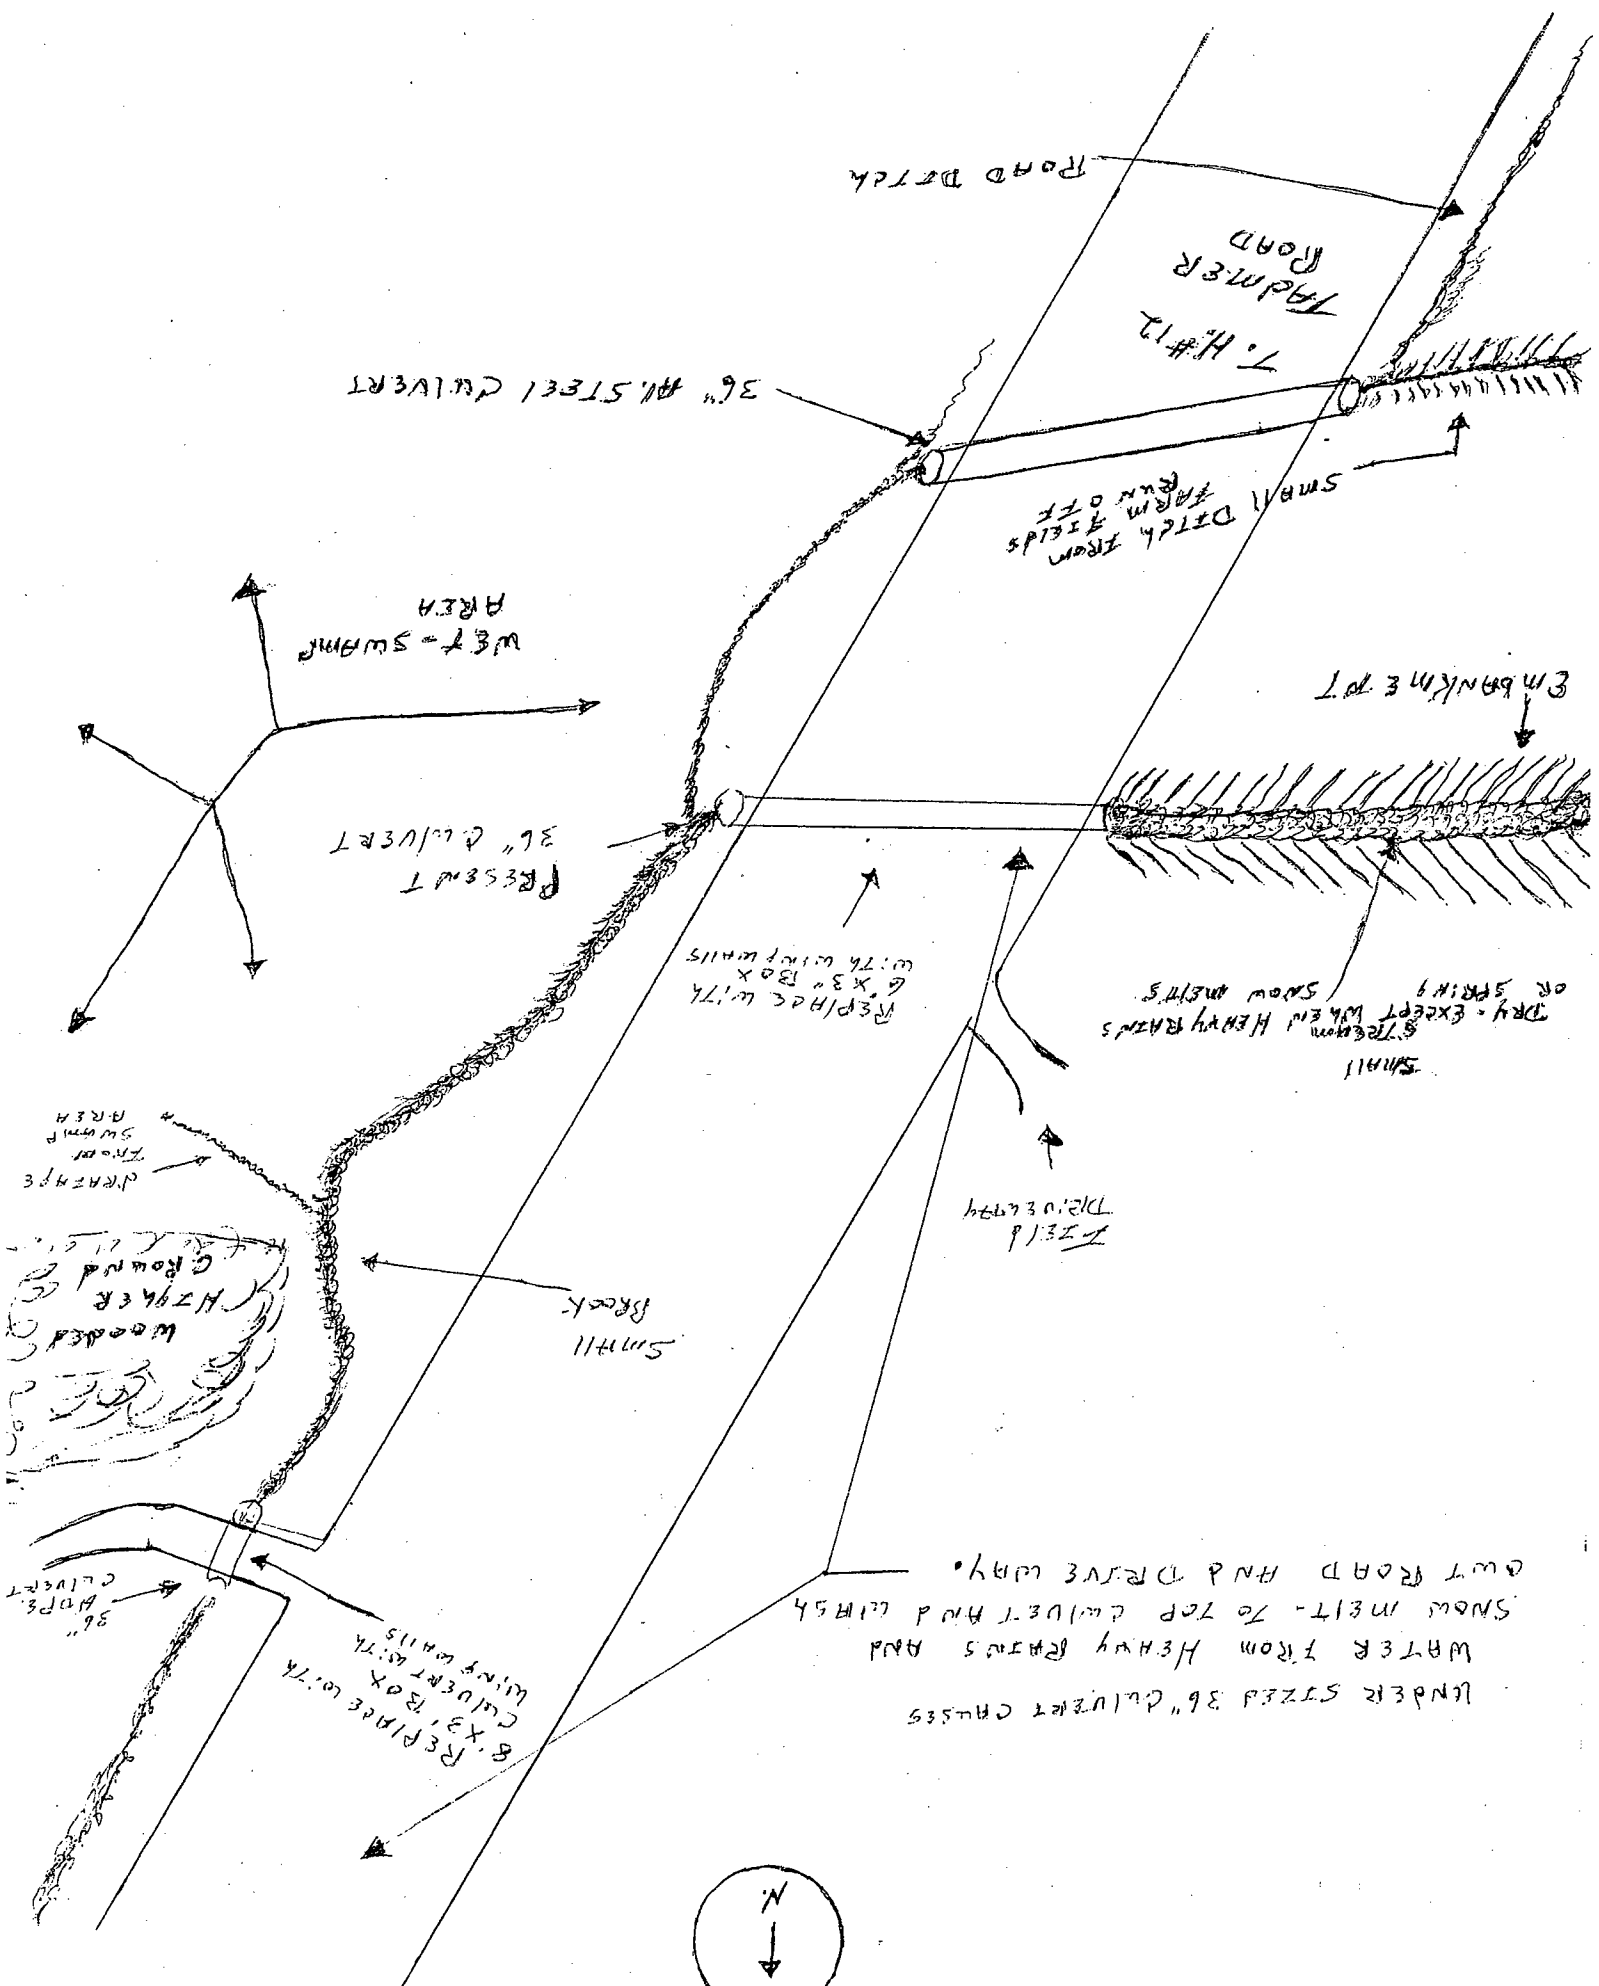 N.
UNDER SIZED 36" CULVERT CAUSES
WATER FROM HEAVY RAINS AND
SNOW MELT - TO TOP CULVERT AND WASH
OUT ROAD AND DRIVE WAY.
REPLACE WITH
8' X3' BOX
CULVERT WITH
WING WALLS
36"
HDPE
CULVERT
SMALL
BROOK
WOODED
HIGHER
GROUND
FIELD
DRIVEWAY
DRAINAGE
FROM
SWAMP
AREA
SMALL
STREAM
DRY - EXCEPT WHEN HEAVY RAINS
OR SPRING SNOW MELTS
REPLACE WITH
6' X3' BOX
WITH WINGWALLS
PRESENT
36" CULVERT
EMBANKMENT
WET - SWAMP
AREA
SMALL DITCH FROM
FARM FIELDS
RUN OFF
36" AL. STEEL CULVERT
T. H. #12
ROAD
ROAD DITCH